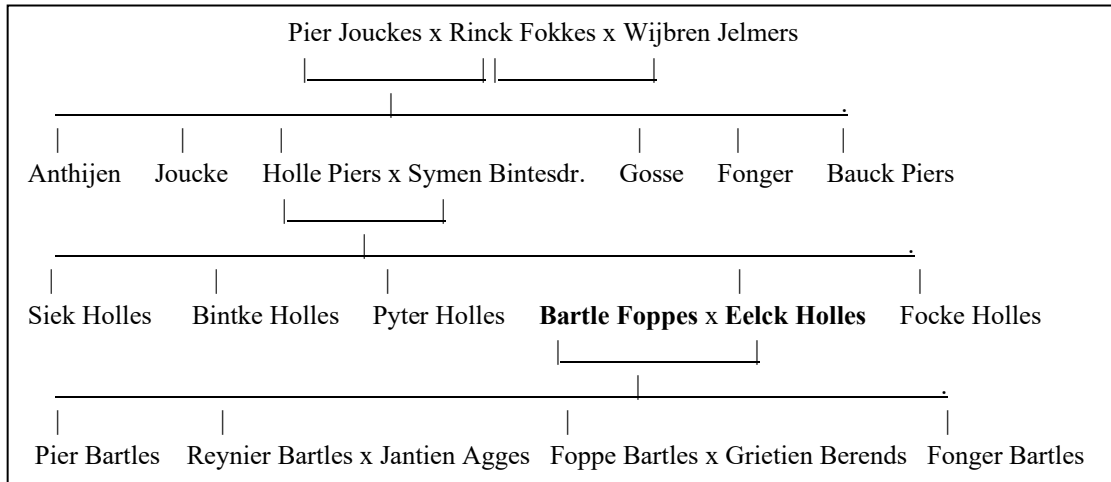 Pier Jouckes x Rinck Fokkes x Wijbren Jelmers
Anthijen Joucke Holle Piers x Symen Bintesdr. Gosse Fonger Bauck Piers
Siek Holles Bintke Holles Pyter Holles Bartle Foppes x Eelck Holles Focke Holles
Pier Bartles Reynier Bartles x Jantien Agges Foppe Bartles x Grietien Berends Fonger Bartles